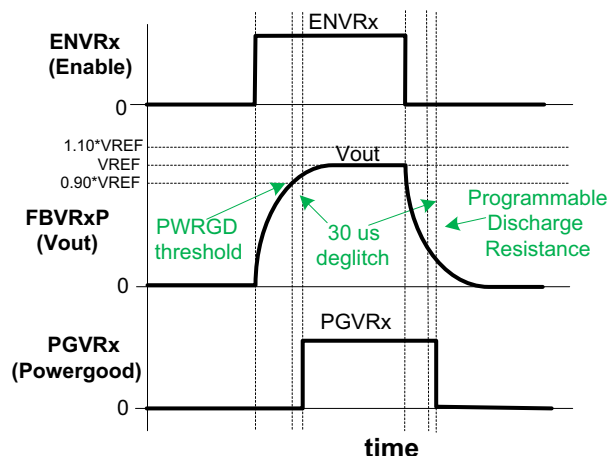 ENVRx
ENVRx
(Enable)
0
1.10*VREF
VREF
Vout
0.90*VREF
FBVRxP
(Vout)
PWRGD
threshold
30 us
deglitch
Programmable
Discharge
Resistance
0
PGVRx
PGVRx
(Powergood)
0
time